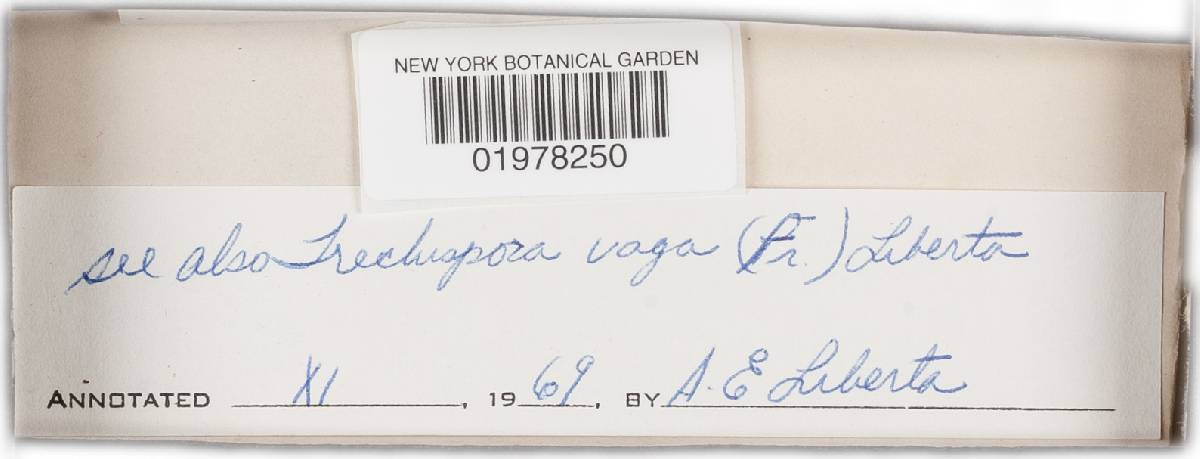 NEW YORK BOTANICAL GARDEN
01978250
see also Trechispora vaga (Fr.) Liberta
ANNOTATED XI, 1969, BY A. E Liberta